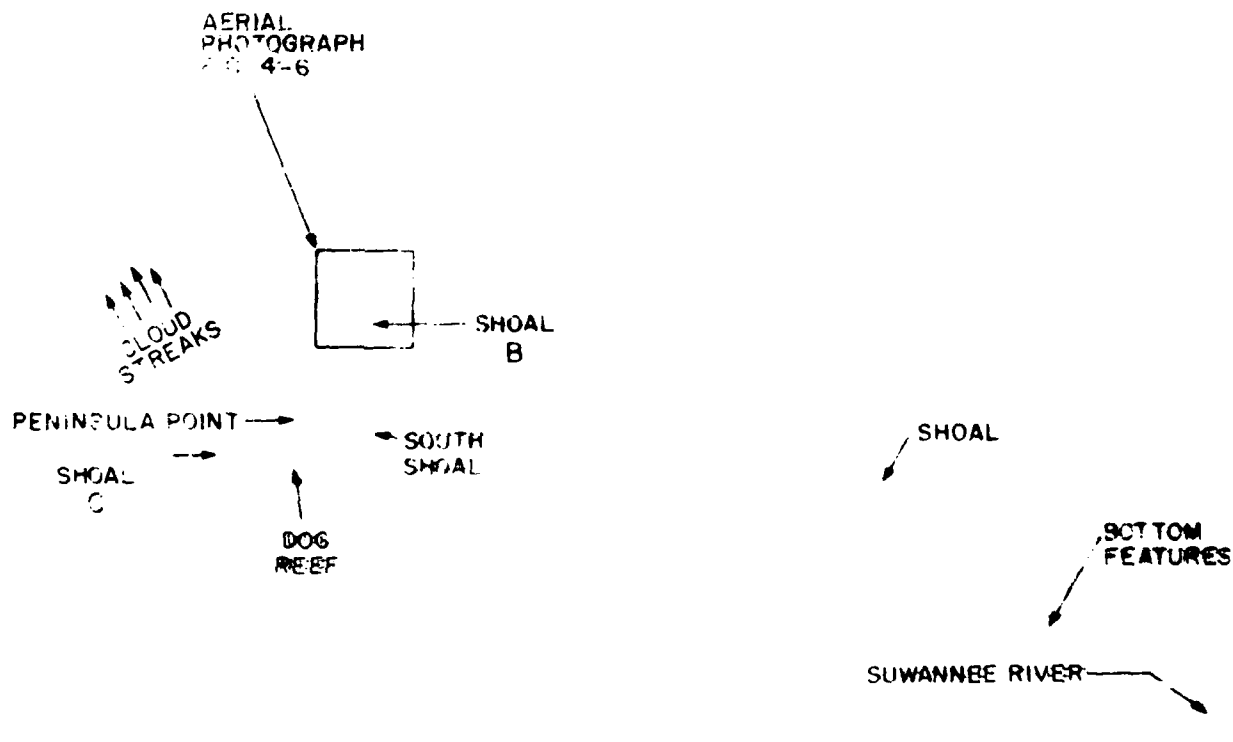 AERIAL
PHOTOGRAPH
4-6
CLOUD
STREAKS
SHOAL
B
PENINSULA POINT
SOUTH
SHOAL
SHOAL
C
DOG
REEF
SHOAL
BOTTOM
FEATURES
SUWANNEE RIVER